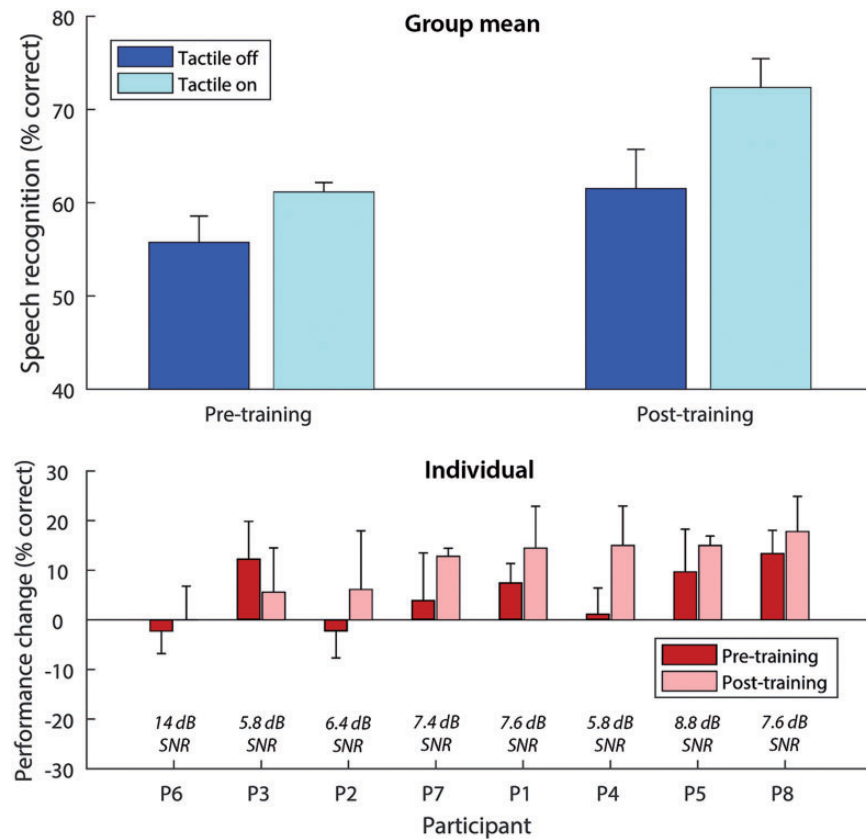 Group mean
Tactile off
Tactile on
Speech recognition (% correct)
80
70
60
50
40
Pre-training
Post-training
Individual
Performance change (% correct)
30
20
10
0
-10
-20
-30
Pre-training
Post-training
14 dB 5.8 dB 6.4 dB 7.4 dB 7.6 dB 5.8 dB 8.8 dB 7.6 dB
SNR SNR SNR SNR SNR SNR SNR SNR
P6 P3 P2 P7 P1 P4 P5 P8
Participant